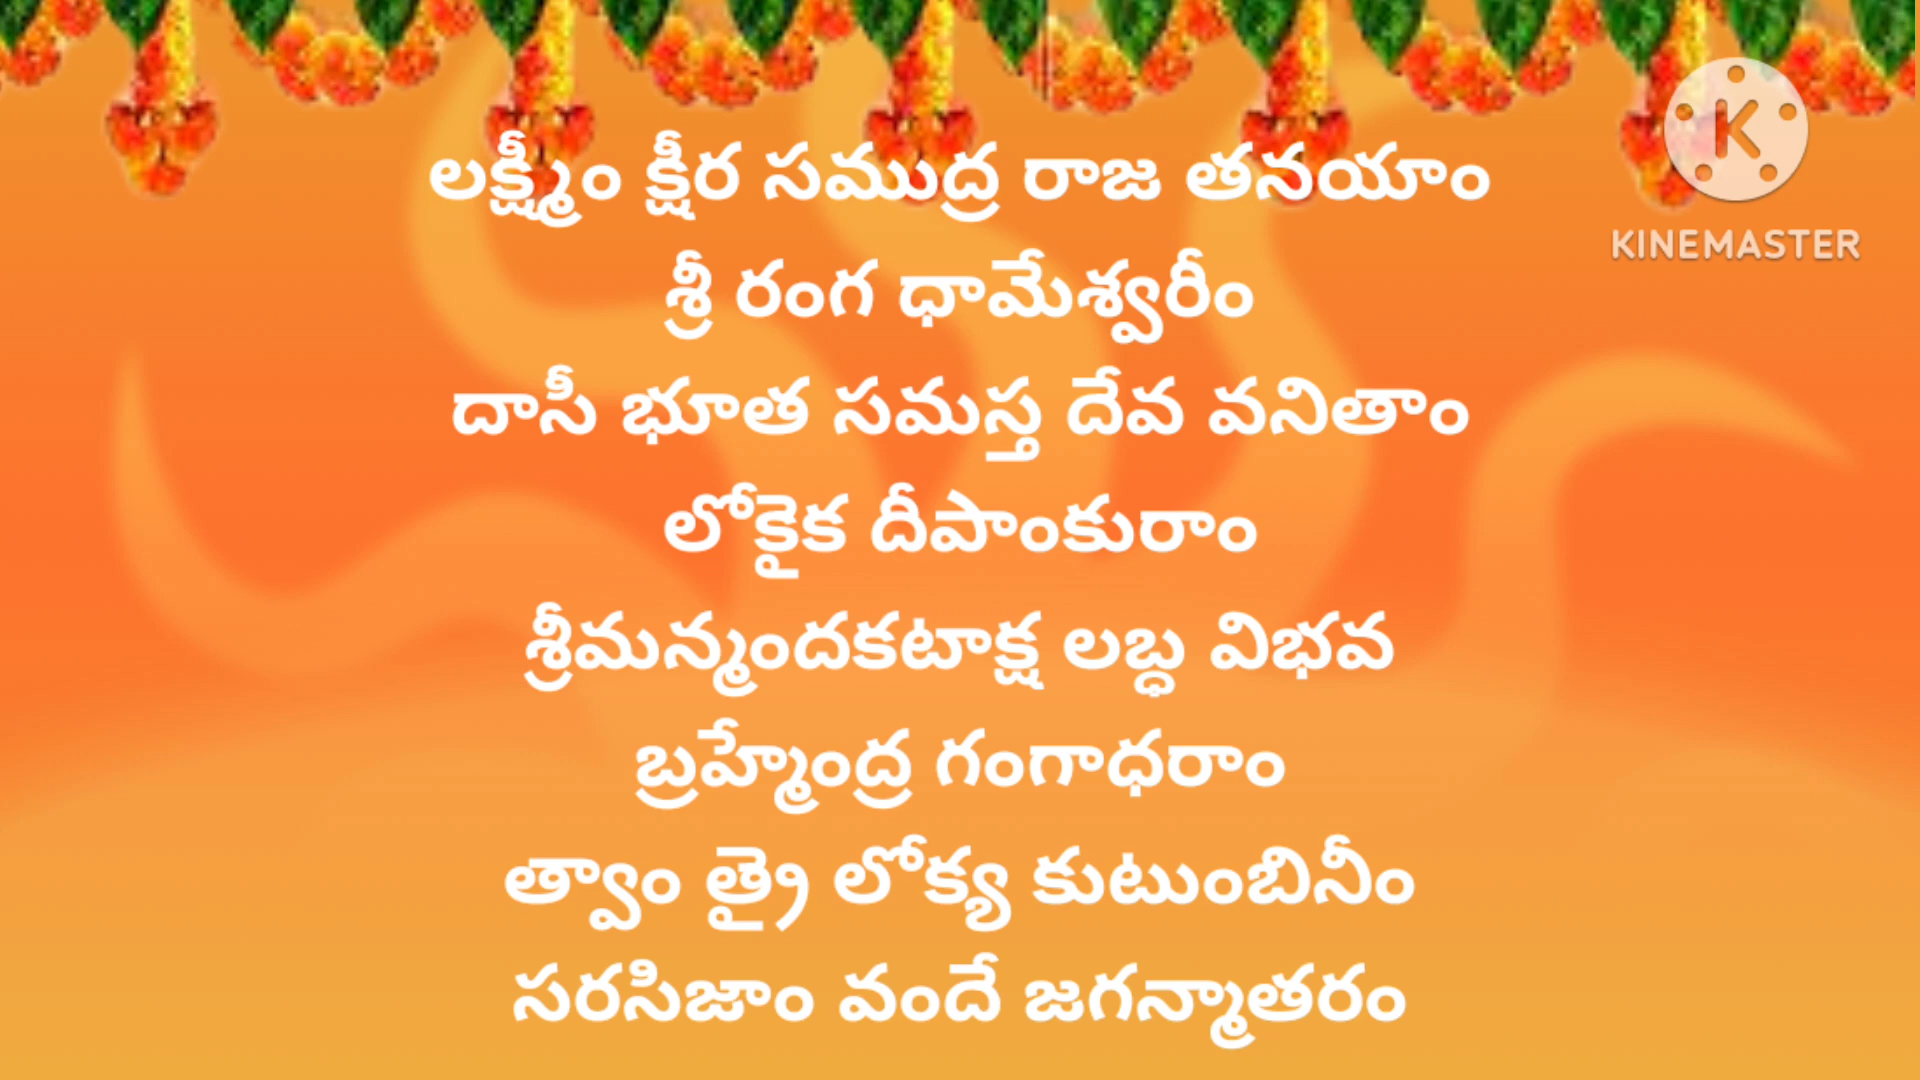 లక్ష్మీం క్షీర సముద్ర రాజ తనయాం
శ్రీ రంగ ధామేశ్వరీం
దాసీ భూత సమస్త దేవ వనితాం
లోకైక దీపాంకురాం
శ్రీమన్మందకటాక్ష లబ్ధ విభవ
బ్రహ్మేంద్ర గంగాధరాం
త్వాం త్రై లోక్య కుటుంబినీం
సరసిజాం వందే జగన్మాతరం
K
KINEMASTER